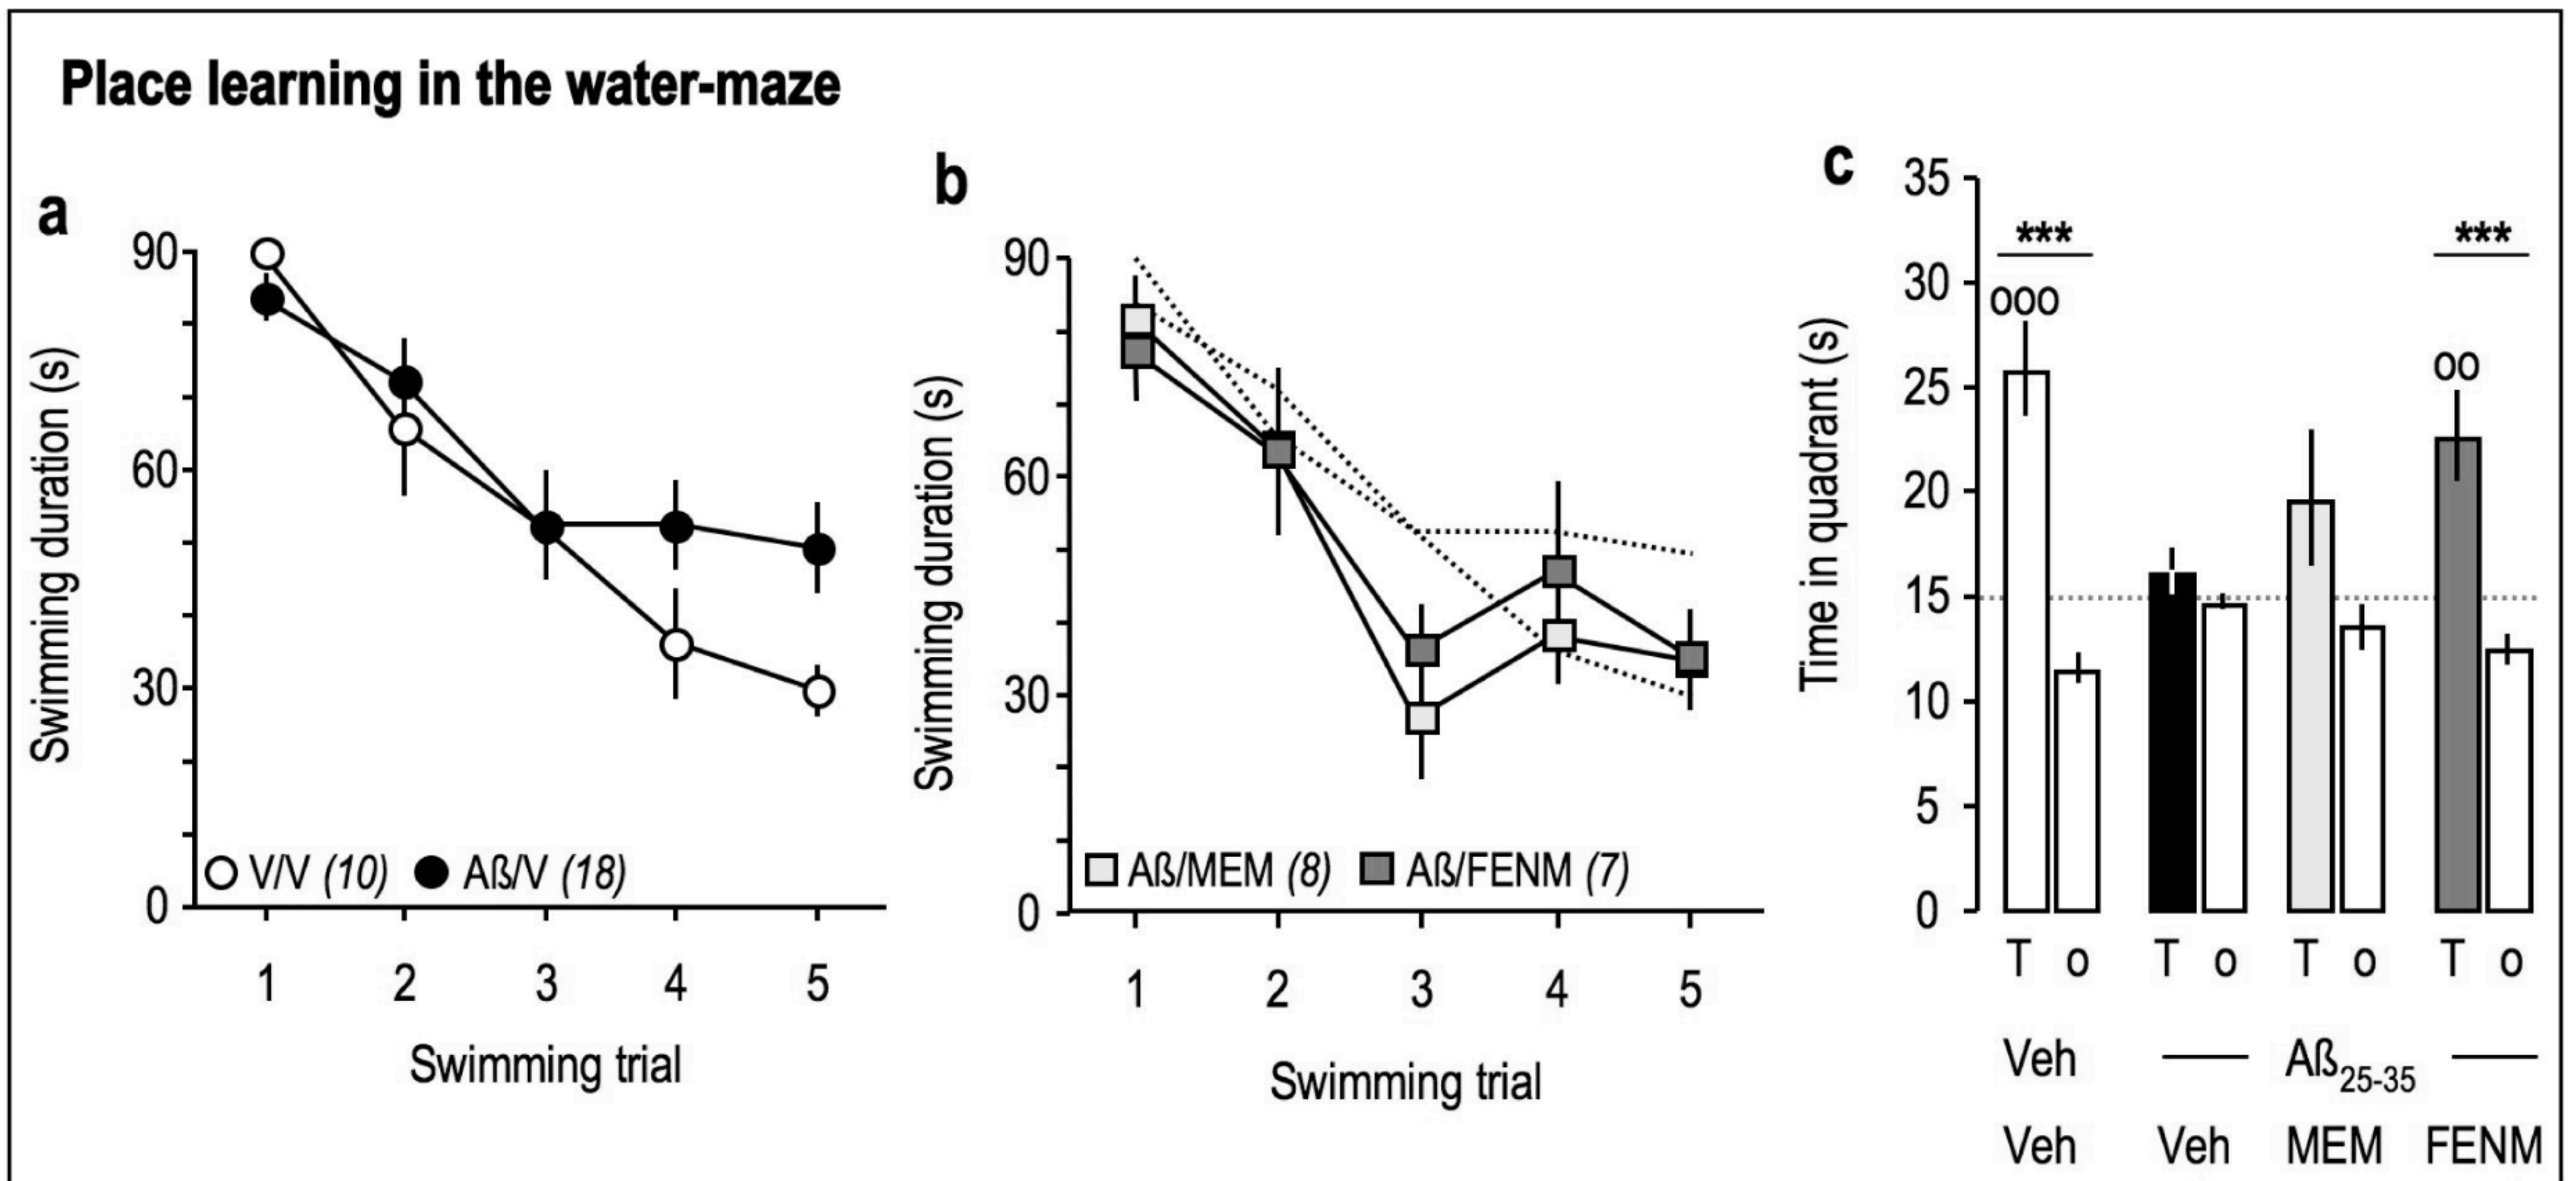 Place learning in the water-maze
a
Swimming duration (s)
90
60
30
0
V/V (10) Aß/V (18)
1 2 3 4 5
Swimming trial
b
Swimming duration (s)
90
60
30
0
Aß/MEM (8) Aß/FENM (7)
1 2 3 4 5
Swimming trial
c
Time in quadrant (s)
35
30
25
20
15
10
5
0
*** ***
ooo oo
T o T o T o T o
Veh Aß25-35
Veh Veh MEM FENM